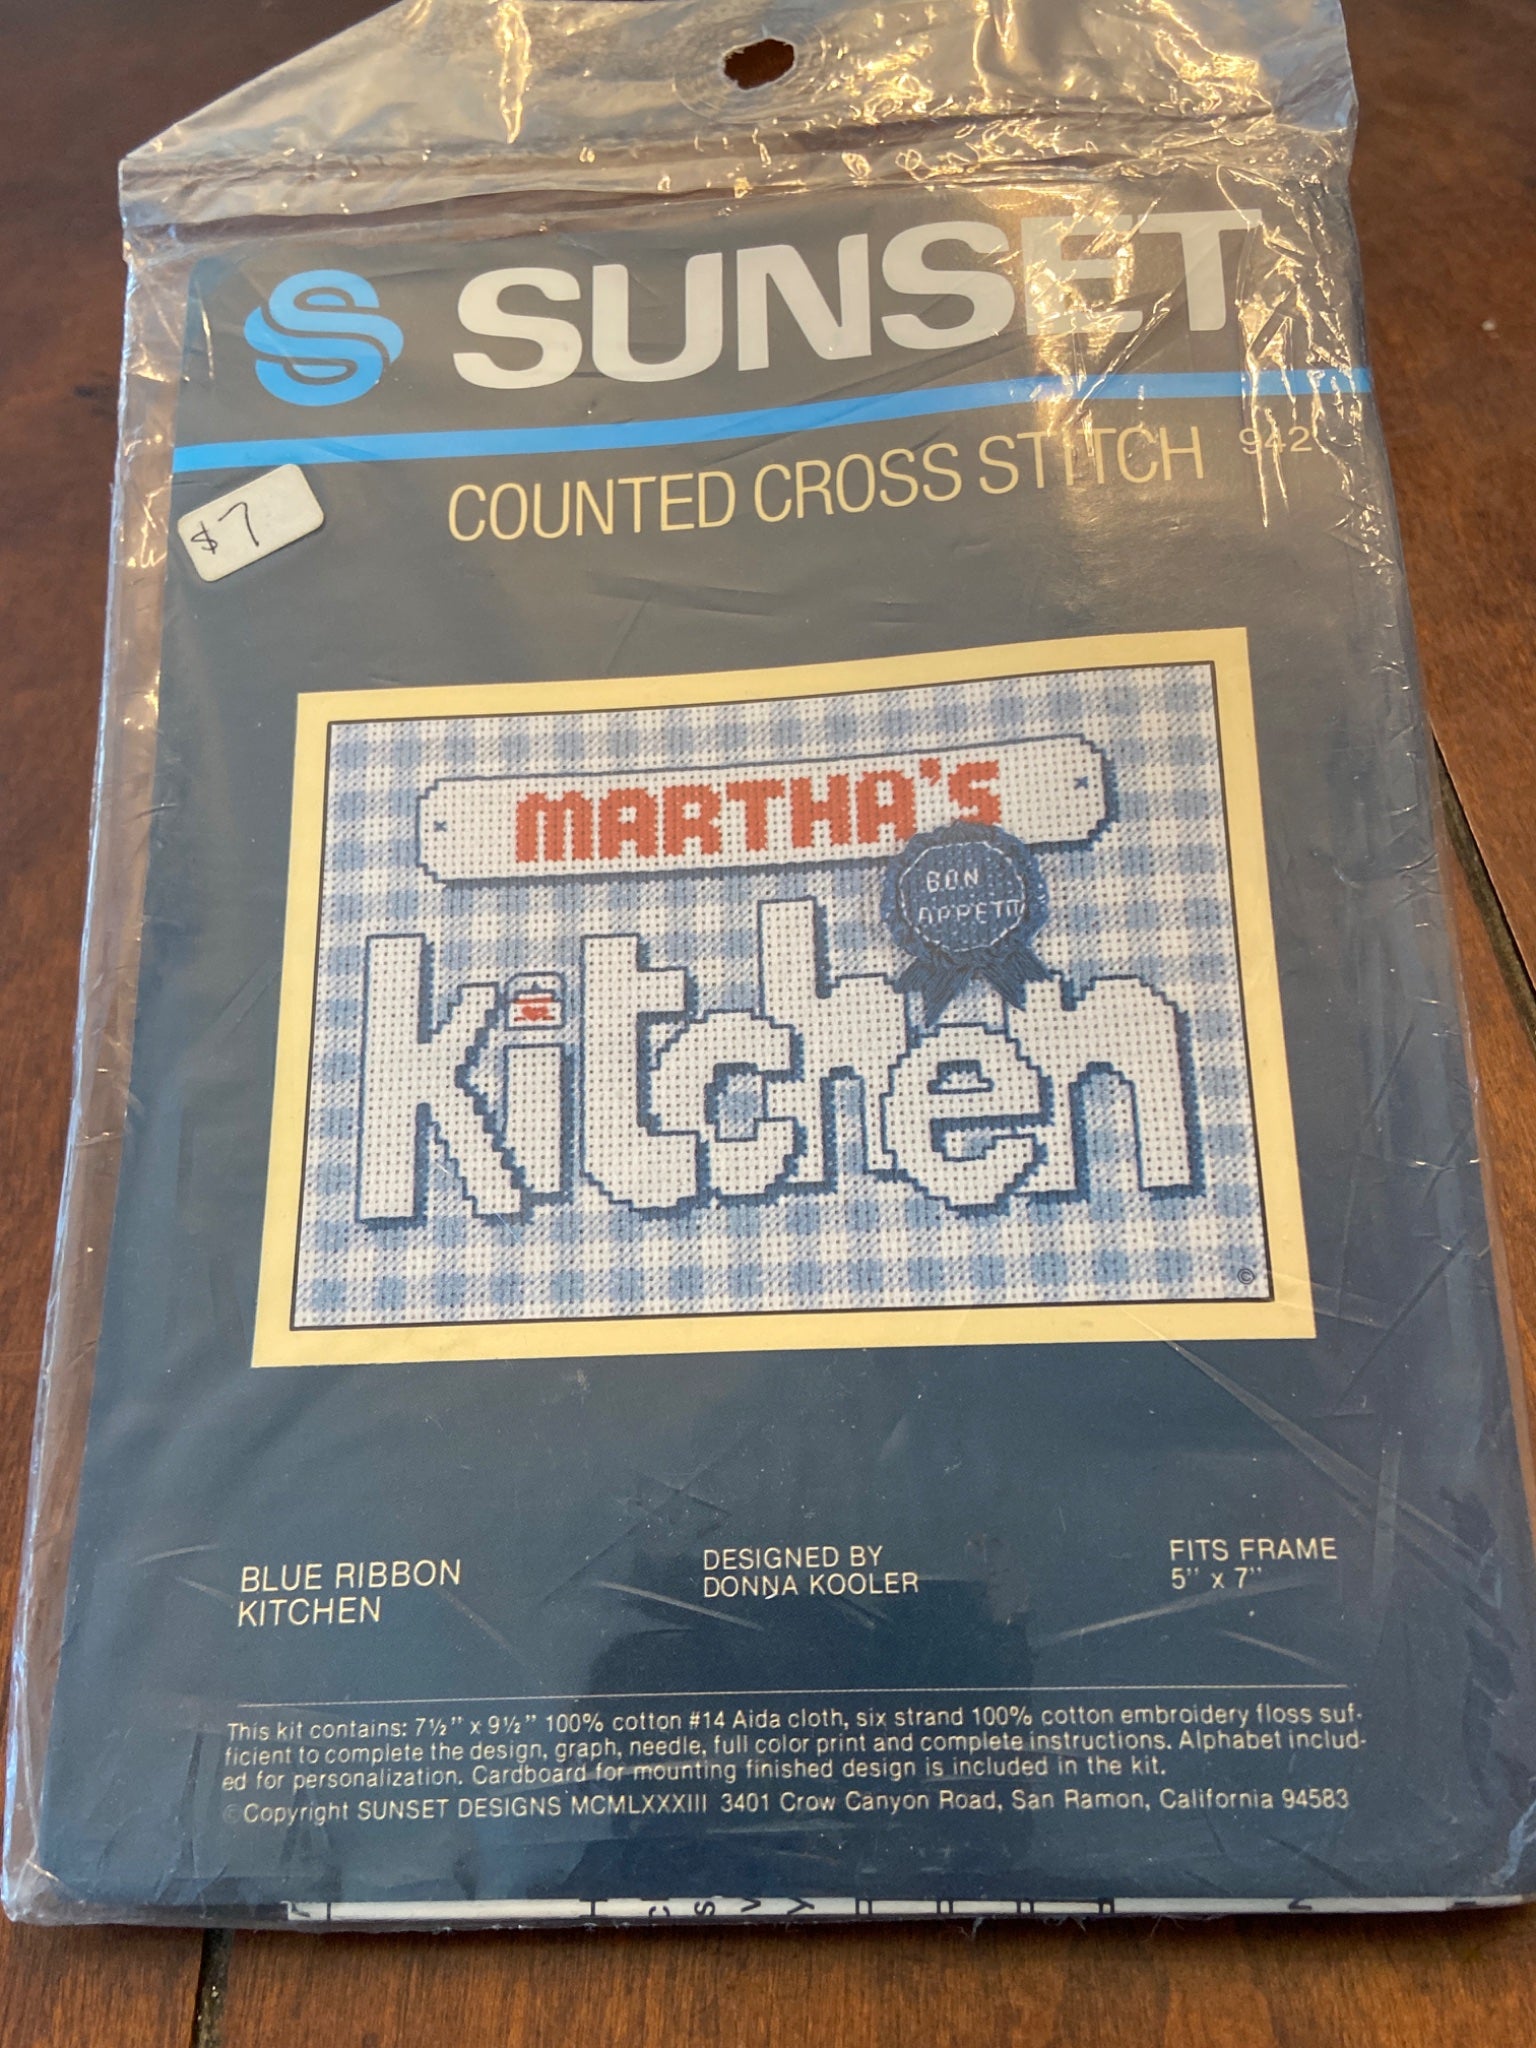 SUNSET
COUNTED CROSS STITCH
$7
MARTHA'S
BON
APPETIT
kitchen
©
BLUE RIBBON
KITCHEN
DESIGNED BY
DONNA KOOLER
FITS FRAME
5" x 7"
This kit contains: 7½" x 9½" 100% cotton #14 Aida cloth, six strand 100% cotton embroidery floss suf-
ficient to complete the design, graph, needle, full color print and complete instructions. Alphabet includ-
ed for personalization. Cardboard for mounting finished design is included in the kit.
© Copyright SUNSET DESIGNS MCMLXXXIII 3401 Crow Canyon Road, San Ramon, California 94583